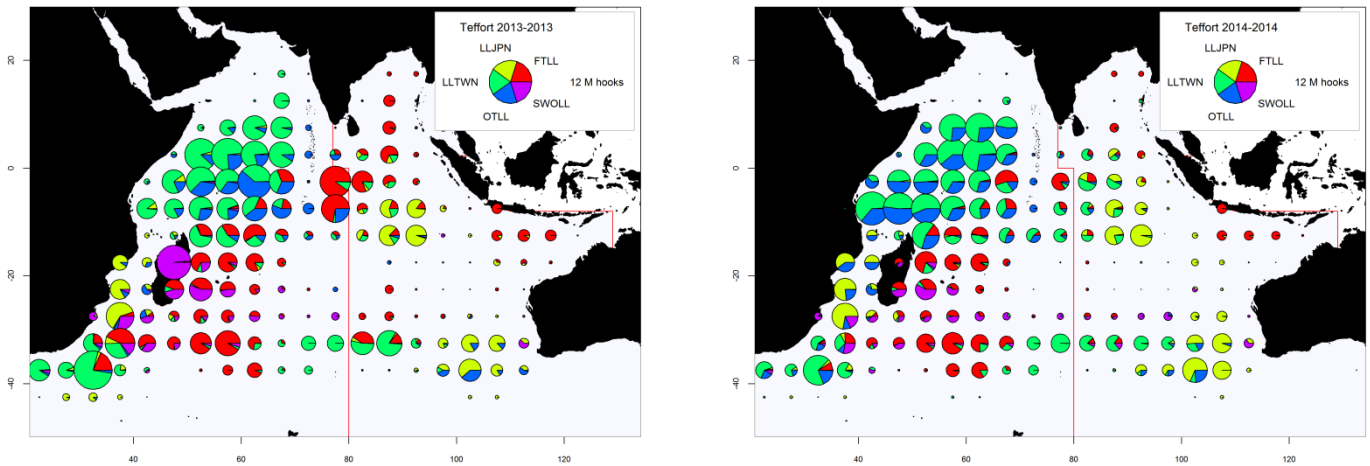 Teffort 2013-2013
LLJPN
FTLL
LLTWN
12 M hooks
SWOLL
OTLL
20
0
-20
-40
40
60
80
100
120
Teffort 2014-2014
LLJPN
FTLL
LLTWN
12 M hooks
SWOLL
OTLL
20
0
-20
-40
40
60
80
100
120